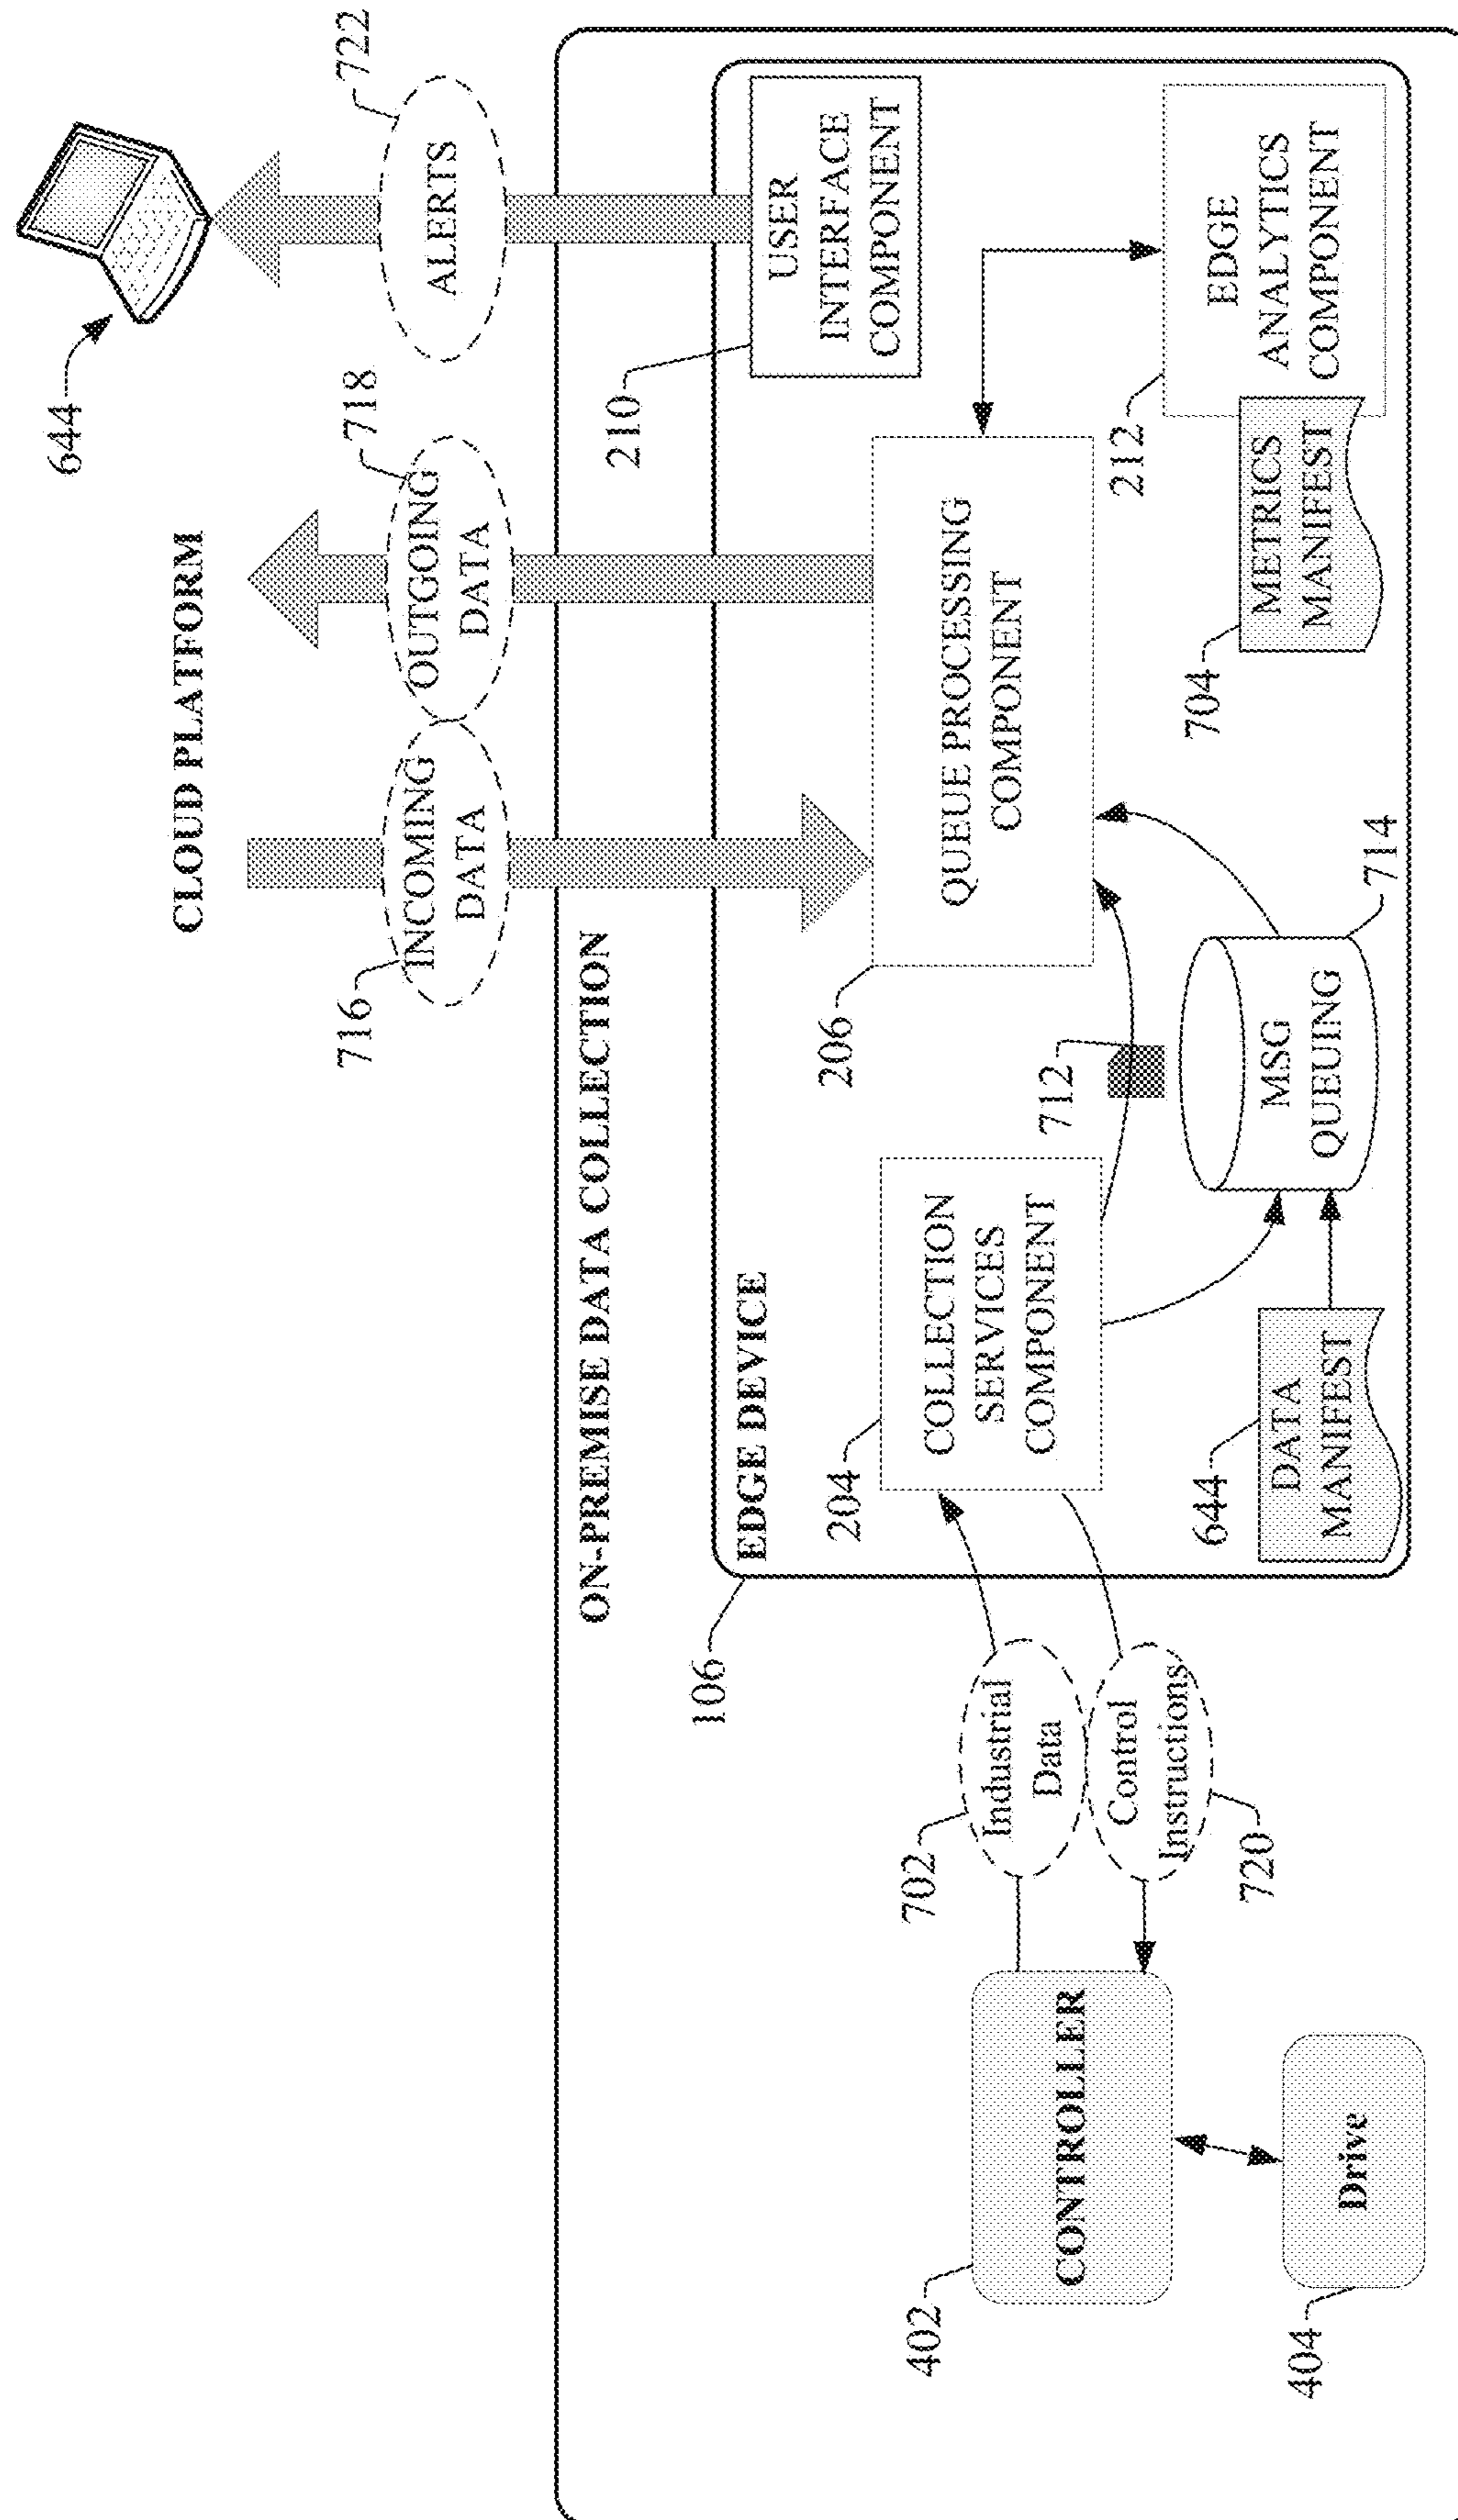 CLOUD PLATFORM
644
716
INCOMING
DATA
718
OUTGOING
DATA
722
ALERTS
ON-PREMISE DATA COLLECTION
210
USER
INTERFACE
COMPONENT
106
EDGE DEVICE
204
COLLECTION
SERVICES
COMPONENT
206
QUEUE PROCESSING
COMPONENT
702
Industrial
Data
Control
Instructions
720
402
CONTROLLER
404
Drive
712
644
DATA
MANIFEST
MSG
QUEUING
714
704
METRICS
MANIFEST
212
EDGE
ANALYTICS
COMPONENT